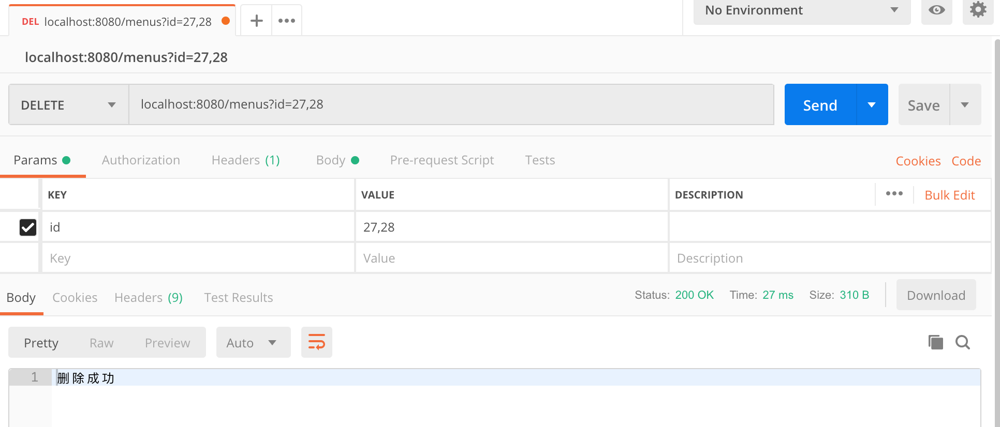 DEL localhost:8080/menus?id=27,28
No Environment
localhost:8080/menus?id=27,28
DELETE localhost:8080/menus?id=27,28 Send Save
Params Authorization Headers (1) Body Pre-request Script Tests Cookies Code
KEY VALUE DESCRIPTION Bulk Edit
id 27,28
Key Value Description
Body Cookies Headers (9) Test Results Status: 200 OK Time: 27 ms Size: 310 B Download
Pretty Raw Preview Auto
1 删除成功